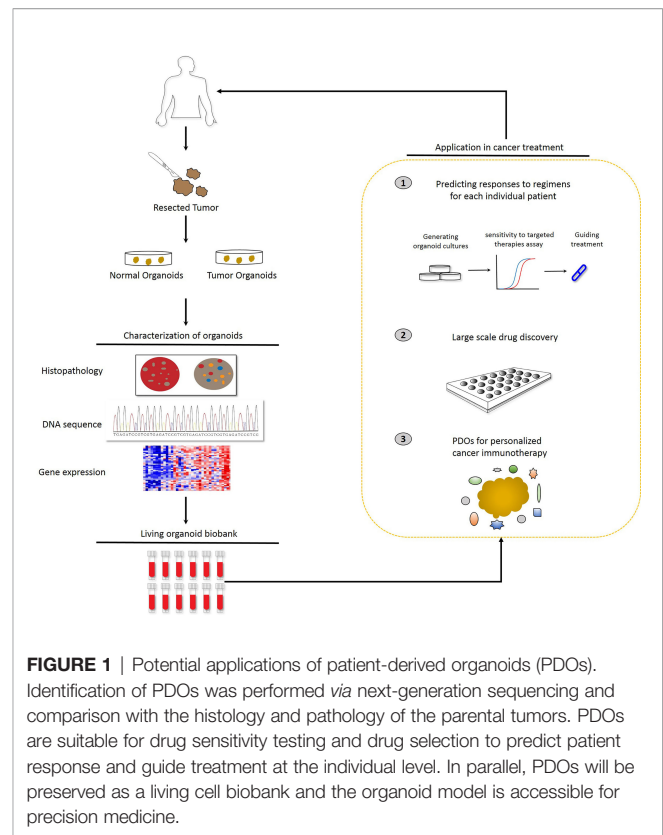 Resected Tumor
Normal Organoids
Tumor Organoids
Characterization of organoids
Histopathology
DNA sequence
Gene expression
Living organoid biobank
Application in cancer treatment
1
Predicting responses to regimens
for each individual patient
Generating
organoid cultures
sensitivity to targeted
therapies assay
Guiding
treatment
2
Large scale drug discovery
3
PDOs for personalized
cancer immunotherapy
FIGURE 1 | Potential applications of patient-derived organoids (PDOs).
Identification of PDOs was performed via next-generation sequencing and
comparison with the histology and pathology of the parental tumors. PDOs
are suitable for drug sensitivity testing and drug selection to predict patient
response and guide treatment at the individual level. In parallel, PDOs will be
preserved as a living cell biobank and the organoid model is accessible for
precision medicine.